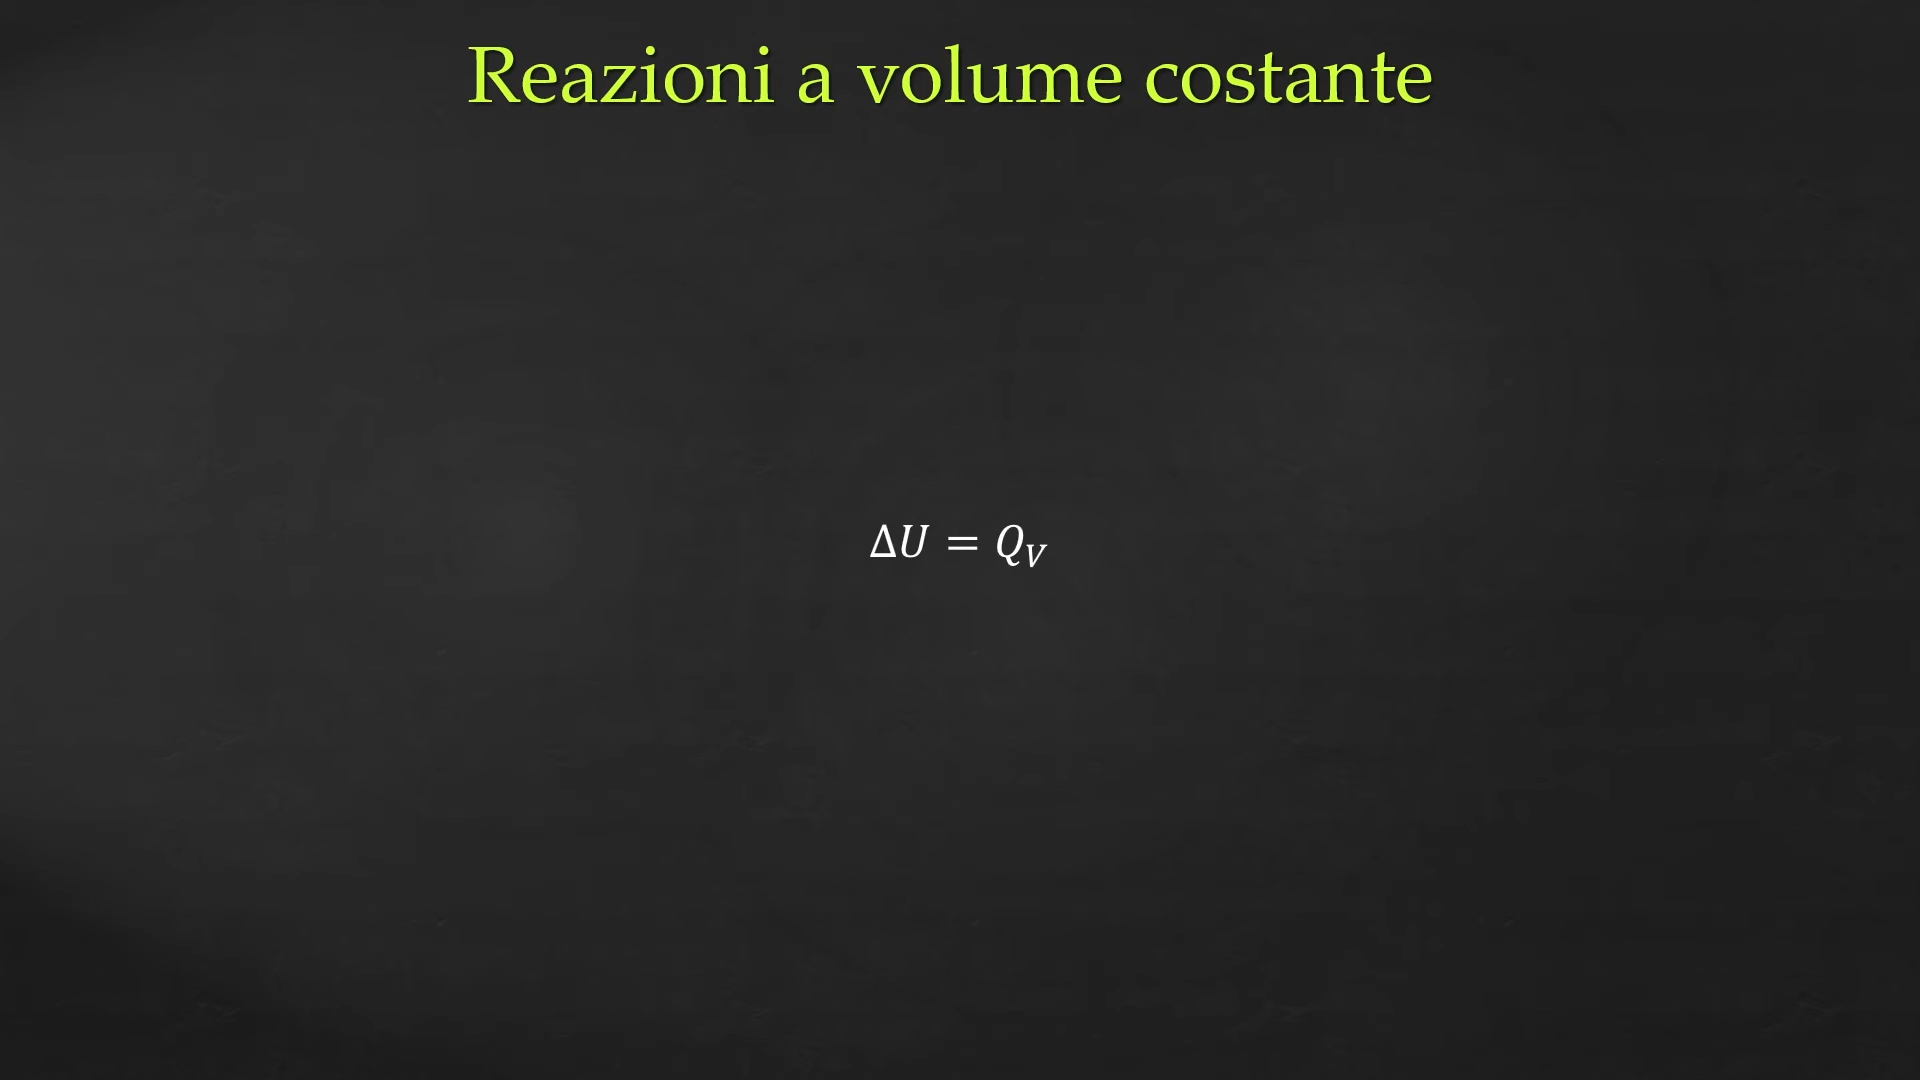 Reazioni a volume costante
Δ𝑈 = 𝑄_𝑉